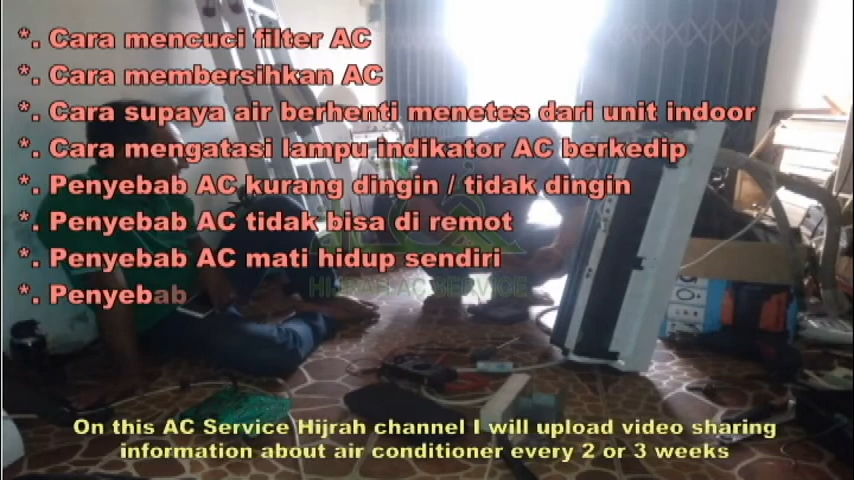 *. Cara mencuci filter AC
*. Cara membersihkan AC
*. Cara supaya air berhenti menetes dari unit indoor
*. Cara mengatasi lampu indikator AC berkedip
*. Penyebab AC kurang dingin / tidak dingin
*. Penyebab AC tidak bisa di remot
*. Penyebab AC mati hidup sendiri
*. Penyebab
HIJRAH AC SERVICE
On this AC Service Hijrah channel I will upload video sharing
information about air conditioner every 2 or 3 weeks